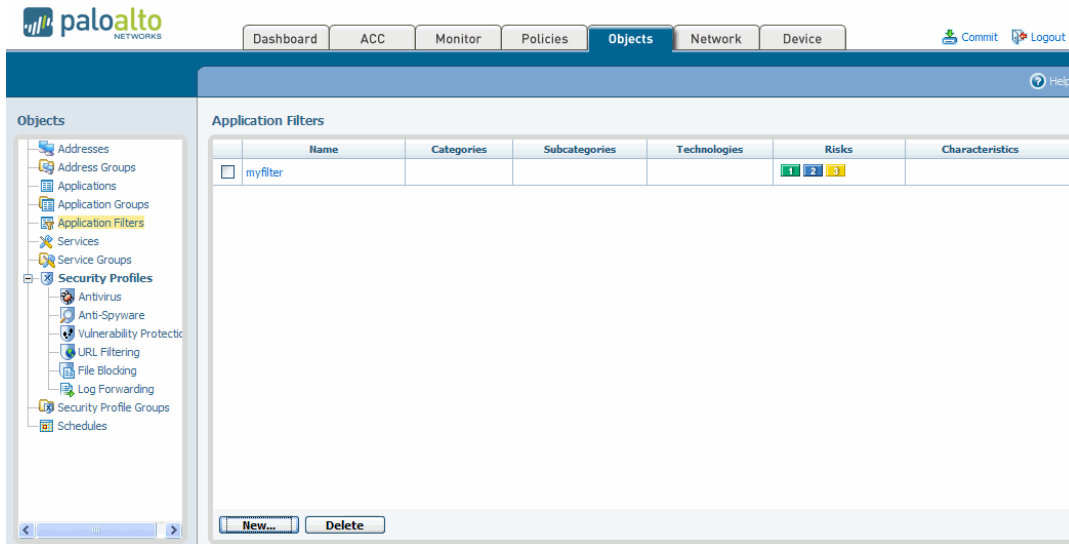 paloalto
NETWORKS
Dashboard ACC Monitor Policies Objects Network Device Commit Logout
Help
Objects
Addresses
Address Groups
Applications
Application Groups
Application Filters
Services
Service Groups
Security Profiles
Antivirus
Anti-Spyware
Vulnerability Protectio
URL Filtering
File Blocking
Log Forwarding
Security Profile Groups
Schedules
Application Filters
Name Categories Subcategories Technologies Risks Characteristics
myfilter 1 2 3
New... Delete